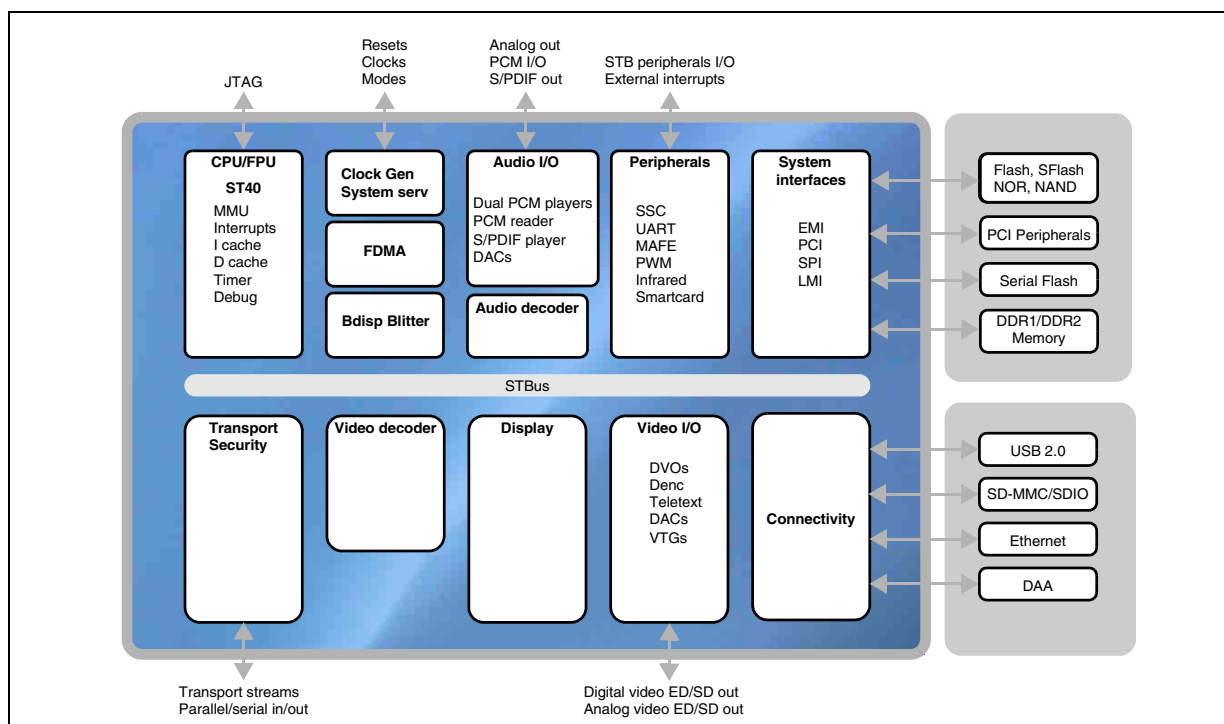 Resets
Clocks
Modes
Analog out
PCM I/O
S/PDIF out
JTAG
STB peripherals I/O
External interrupts
CPU/FPU
ST40
MMU
Interrupts
I cache
D cache
Timer
Debug
Clock Gen
System serv
FDMA
Bdisp Blitter
Audio I/O
Dual PCM players
PCM reader
S/PDIF player
DACs
Audio decoder
Peripherals
SSC
UART
MAFE
PWM
Infrared
Smartcard
System
interfaces
EMI
PCI
SPI
LMI
Flash, SFlash
NOR, NAND
PCI Peripherals
Serial Flash
DDR1/DDR2
Memory
STBus
Transport
Security
Video decoder
Display
Video I/O
DVOs
Denc
Teletext
DACs
VTGs
Connectivity
USB 2.0
SD-MMC/SDIO
Ethernet
DAA
Transport streams
Parallel/serial in/out
Digital video ED/SD out
Analog video ED/SD out